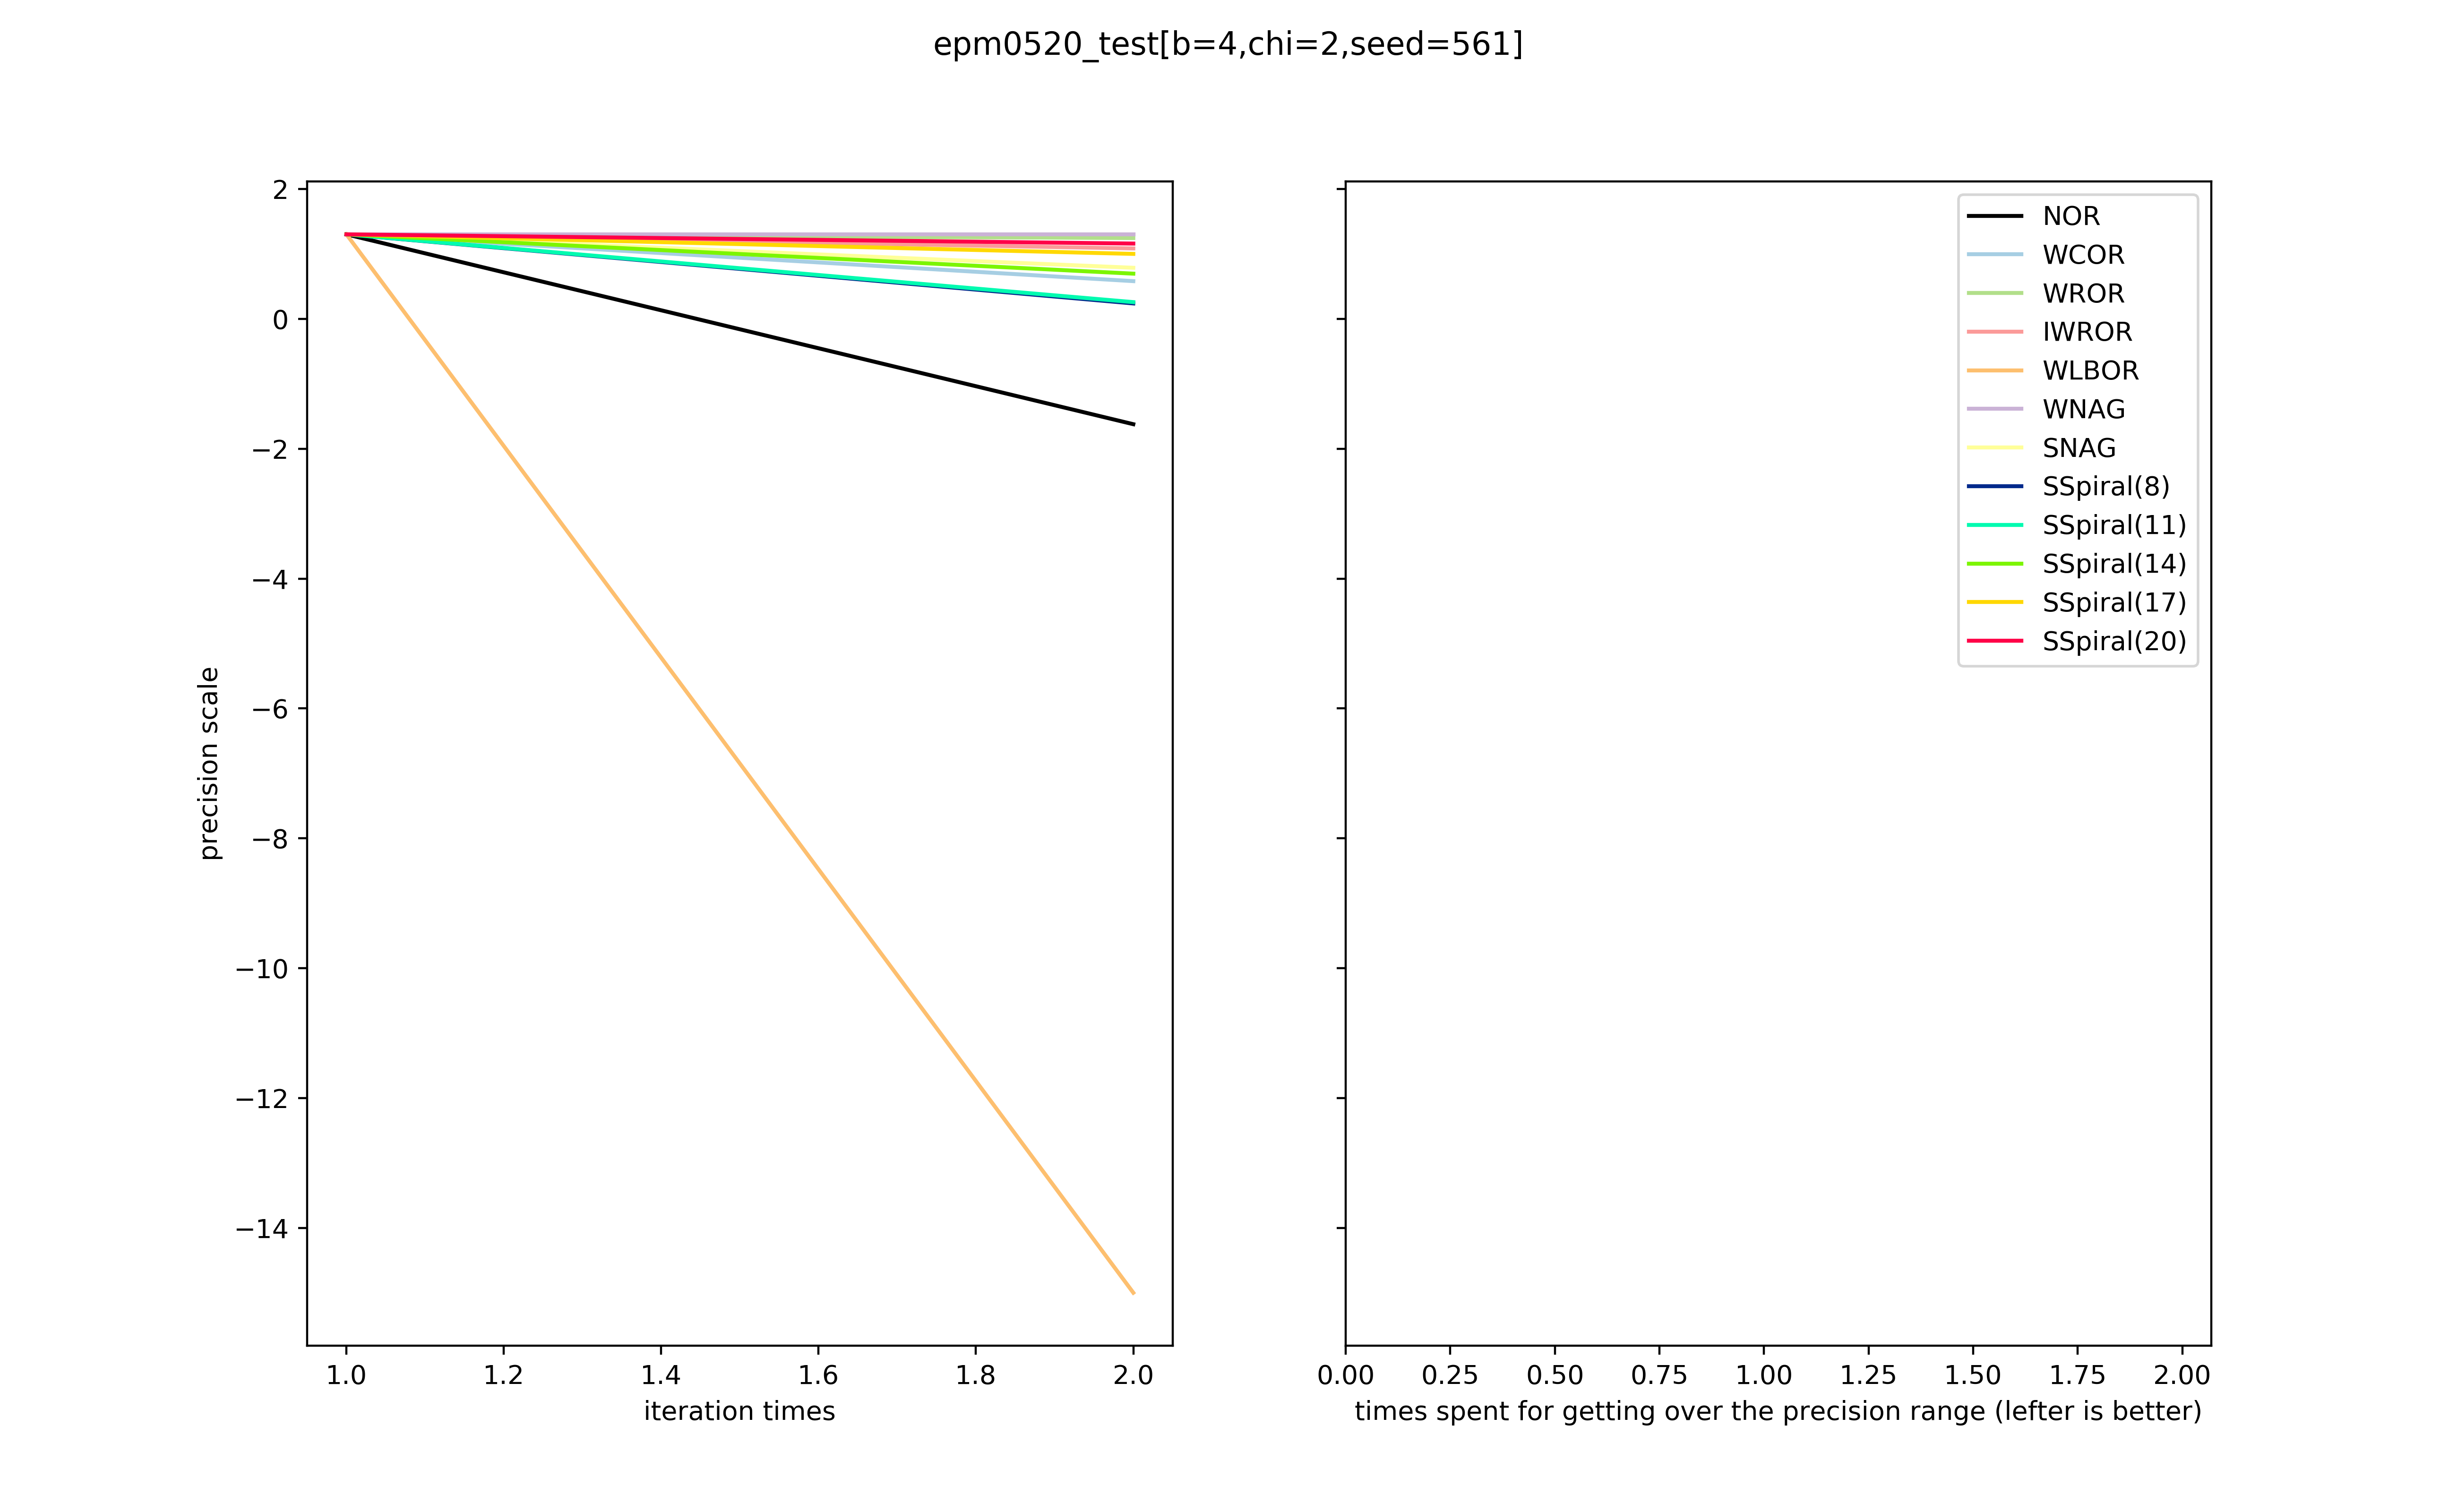 epm0520_test[b=4,chi=2,seed=561]
2
0
−2
−4
−6
−8
−10
−12
−14
precision scale
1.0 1.2 1.4 1.6 1.8 2.0
iteration times
NOR
WCOR
WROR
IWROR
WLBOR
WNAG
SNAG
SSpiral(8)
SSpiral(11)
SSpiral(14)
SSpiral(17)
SSpiral(20)
0.00 0.25 0.50 0.75 1.00 1.25 1.50 1.75 2.00
times spent for getting over the precision range (lefter is better)